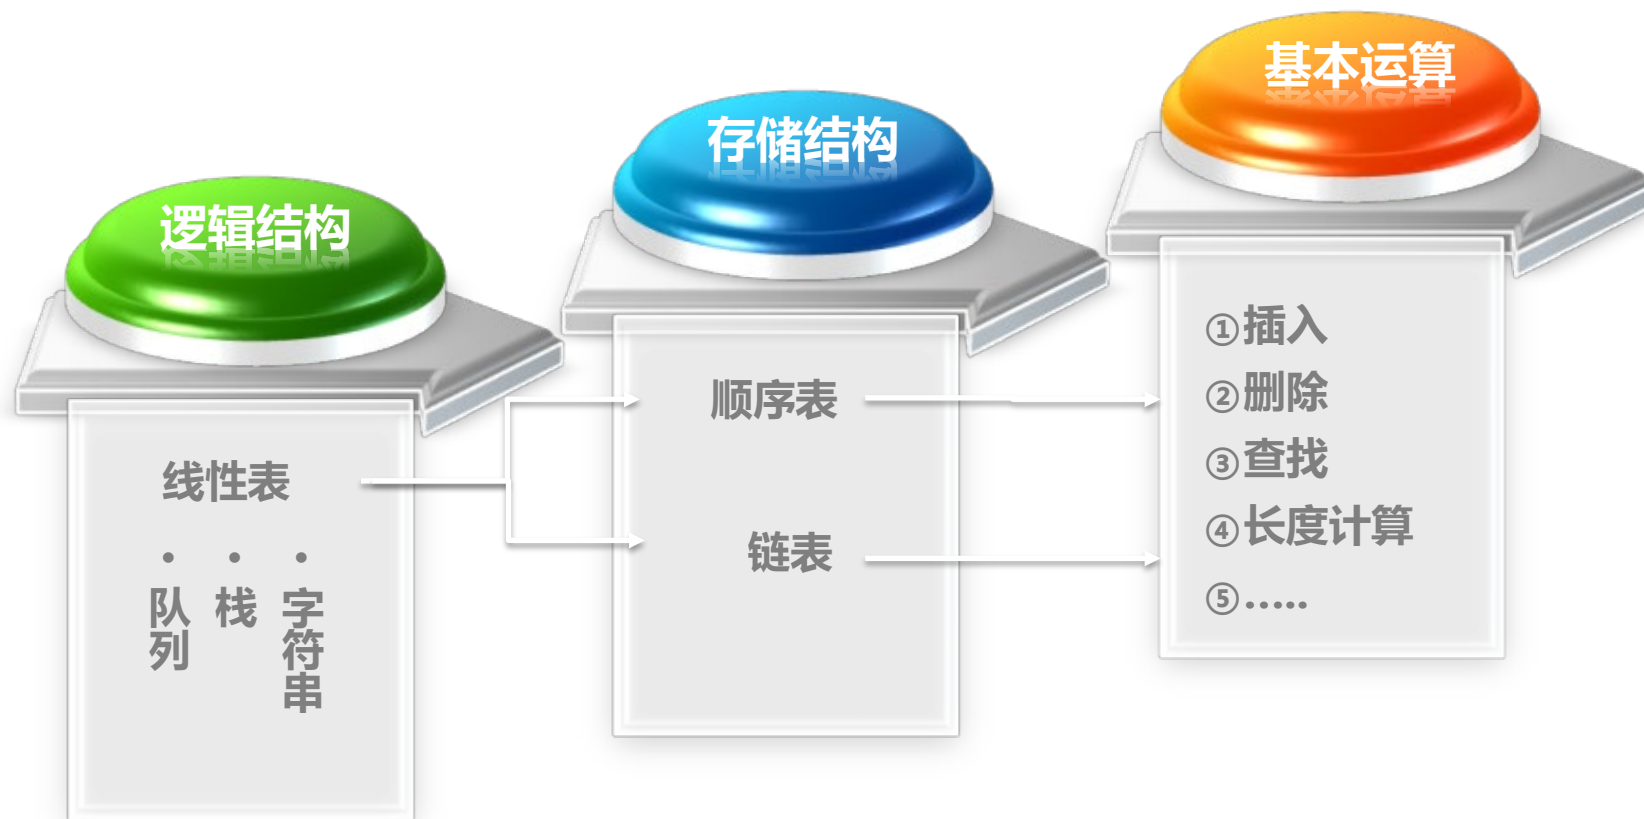 逻辑结构
线性表
• 队列
• 栈
• 字符串
存储结构
顺序表
链表
基本运算
①插入
②删除
③查找
④长度计算
⑤.....